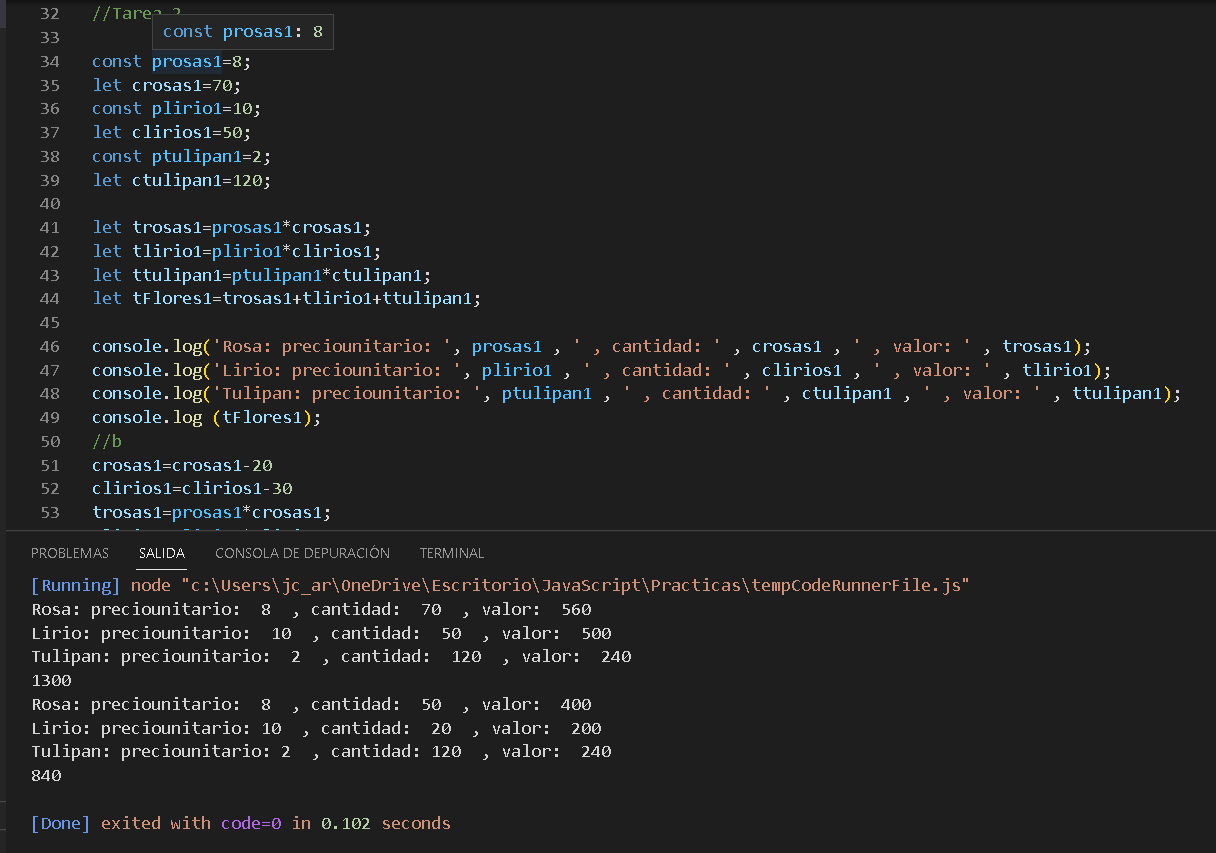 32 //Tarea 2
const prosas1: 8
33
34 const prosas1=8;
35 let crosas1=70;
36 const plirio1=10;
37 let clirios1=50;
38 const ptulipan1=2;
39 let ctulipan1=120;
40
41 let trosas1=prosas1*crosas1;
42 let tlirio1=plirio1*clirios1;
43 let ttulipan1=ptulipan1*ctulipan1;
44 let tFlores1=trosas1+tlirio1+ttulipan1;
45
46 console.log('Rosa: preciounitario: ', prosas1 , ' , cantidad: ' , crosas1 , ' , valor: ' , trosas1);
47 console.log('Lirio: preciounitario: ', plirio1 , ' , cantidad: ' , clirios1 , ' , valor: ' , tlirio1);
48 console.log('Tulipan: preciounitario: ', ptulipan1 , ' , cantidad: ' , ctulipan1 , ' , valor: ' , ttulipan1);
49 console.log (tFlores1);
50 //b
51 crosas1=crosas1-20
52 clirios1=clirios1-30
53 trosas1=prosas1*crosas1;
PROBLEMAS SALIDA CONSOLA DE DEPURACIÓN TERMINAL
[Running] node "c:\Users\jc_ar\OneDrive\Escritorio\JavaScript\Practicas\tempCodeRunnerFile.js"
Rosa: preciounitario:  8  , cantidad:  70  , valor:  560
Lirio: preciounitario:  10  , cantidad:  50  , valor:  500
Tulipan: preciounitario:  2  , cantidad:  120  , valor:  240
1300
Rosa: preciounitario:  8  , cantidad:  50  , valor:  400
Lirio: preciounitario: 10  , cantidad:  20  , valor:  200
Tulipan: preciounitario: 2  , cantidad: 120  , valor:  240
840
[Done] exited with code=0 in 0.102 seconds